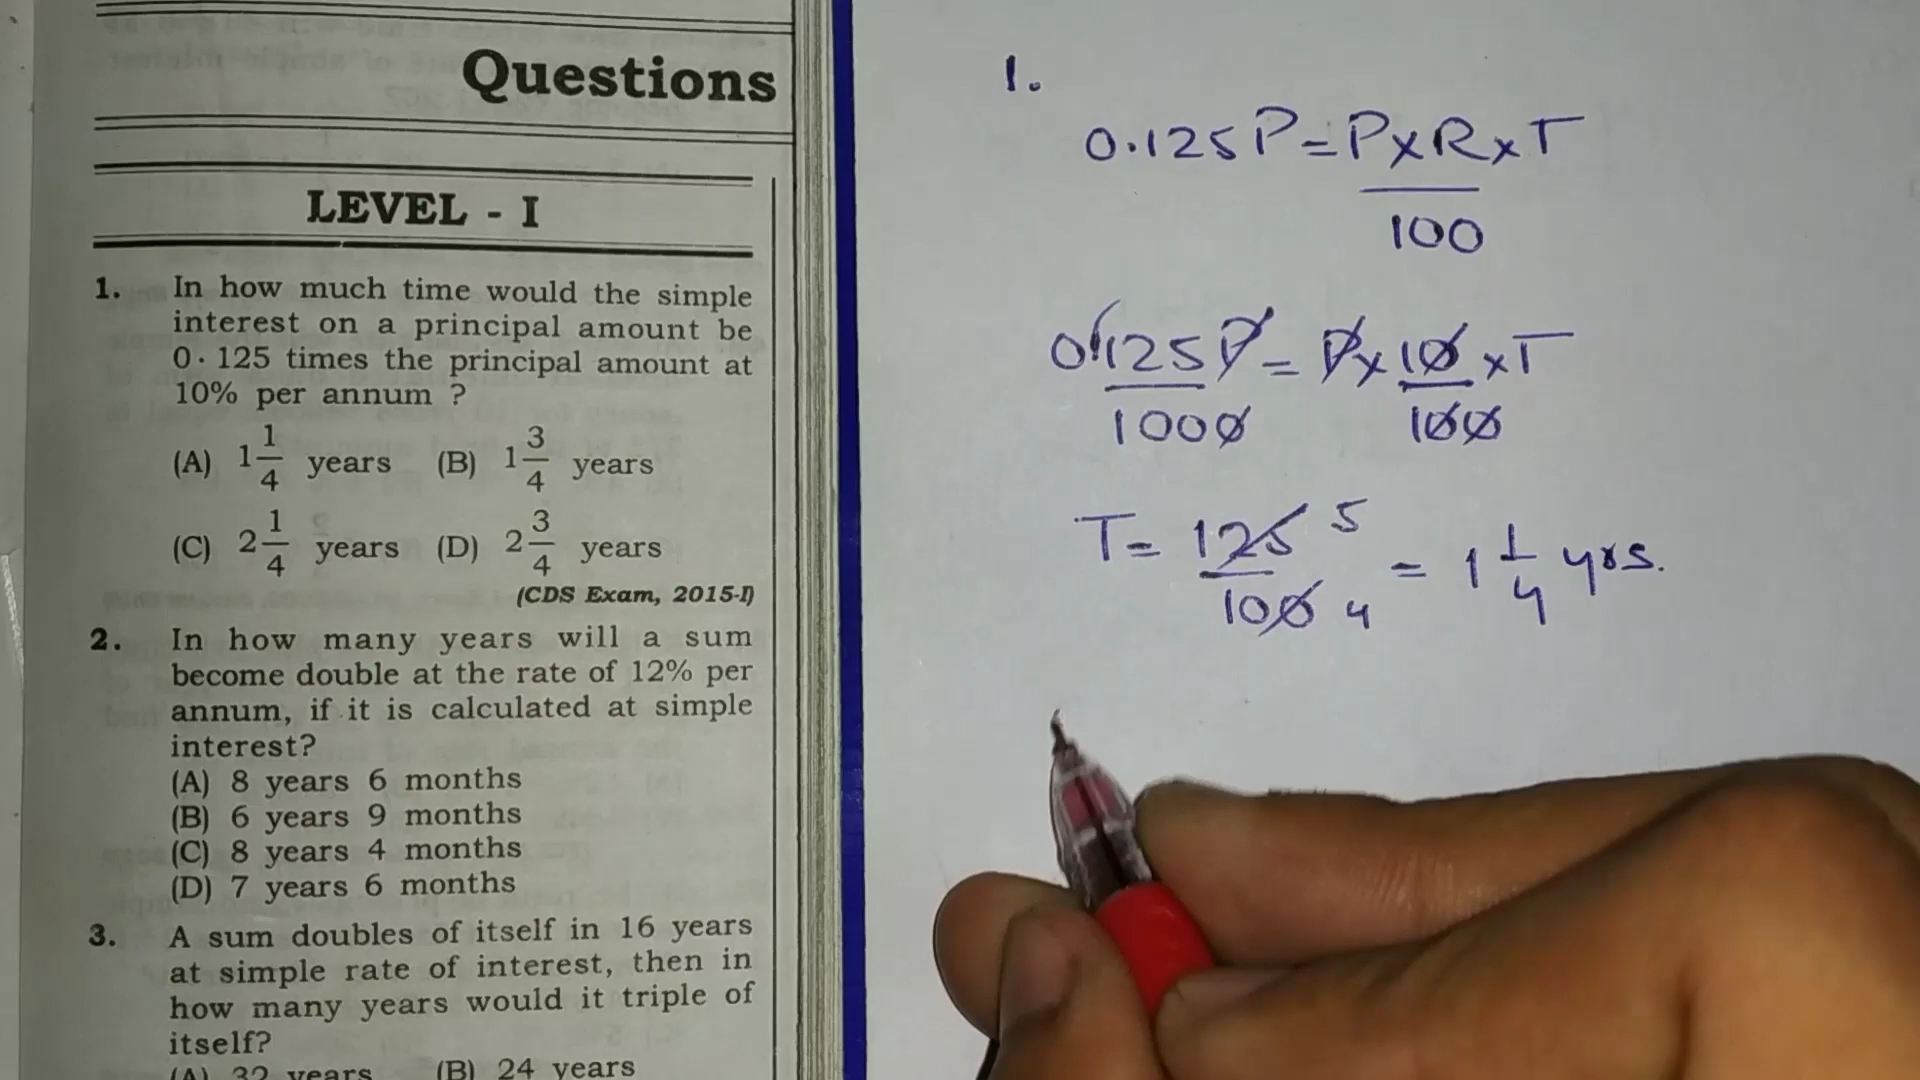 Questions
LEVEL - I
1. In how much time would the simple
interest on a principal amount be
0·125 times the principal amount at
10% per annum ?
(A) 1 1/4 years (B) 1 3/4 years
(C) 2 1/4 years (D) 2 3/4 years
(CDS Exam, 2015-I)
2. In how many years will a sum
become double at the rate of 12% per
annum, if it is calculated at simple
interest?
(A) 8 years 6 months
(B) 6 years 9 months
(C) 8 years 4 months
(D) 7 years 6 months
3. A sum doubles of itself in 16 years
at simple rate of interest, then in
how many years would it triple of
itself?
(A) 32 years (B) 24 years
1.
0.125P=PxRxT
100
0.125P=Px10xT
1000 100
T= 125 5
100 4
= 1 1/4 yrs.